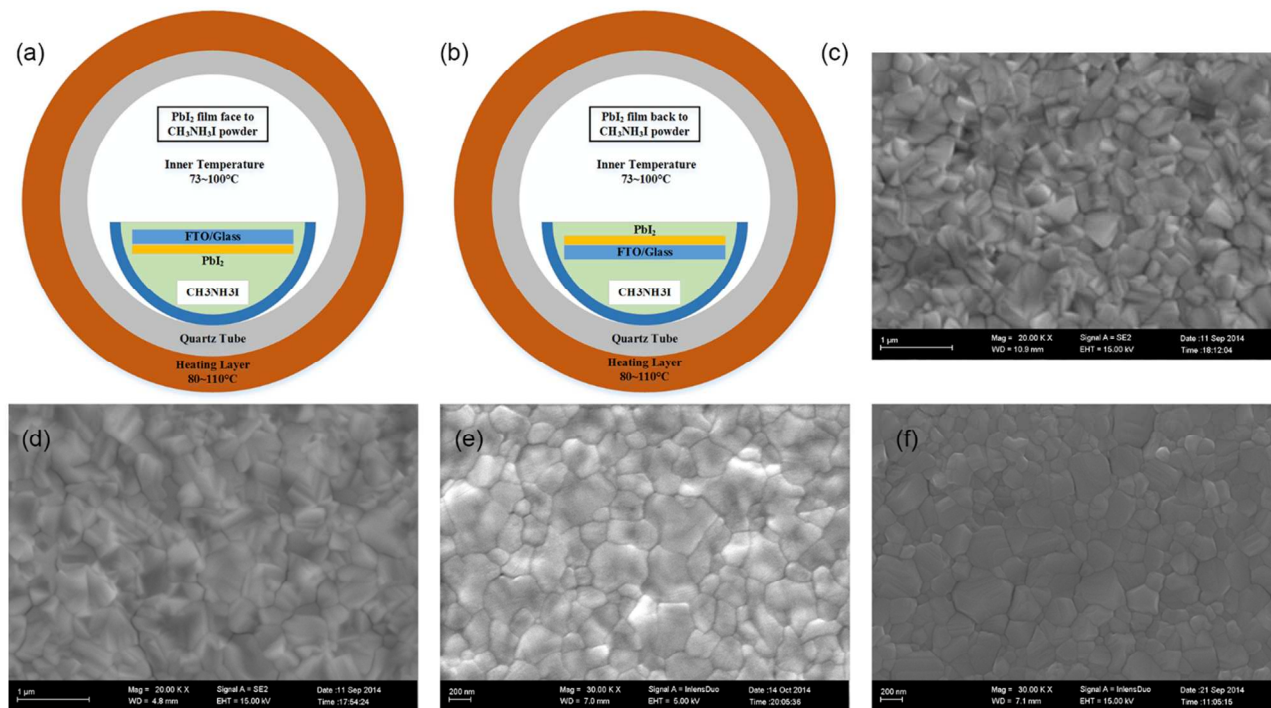 (a)
PbI₂ film face to
CH₃NH₃I powder
Inner Temperature
73~100°C
FTO/Glass
PbI₂
CH3NH3I
Quartz Tube
Heating Layer
80~110°C
(b)
PbI₂ film back to
CH₃NH₃I powder
Inner Temperature
73~100°C
PbI₂
FTO/Glass
CH3NH3I
Quartz Tube
Heating Layer
80~110°C
(c)
1 µm
Mag = 20.00 K X Signal A = SE2 Date :11 Sep 2014
WD = 10.9 mm EHT = 15.00 kV Time :18:12:04
(d)
1 µm
Mag = 20.00 K X Signal A = SE2 Date :11 Sep 2014
WD = 4.8 mm EHT = 15.00 kV Time :17:54:24
(e)
200 nm
Mag = 30.00 K X Signal A = InlensDuo Date :14 Oct 2014
WD = 7.0 mm EHT = 5.00 kV Time :20:05:36
(f)
200 nm
Mag = 30.00 K X Signal A = InlensDuo Date :21 Sep 2014
WD = 7.1 mm EHT = 15.00 kV Time :11:05:15